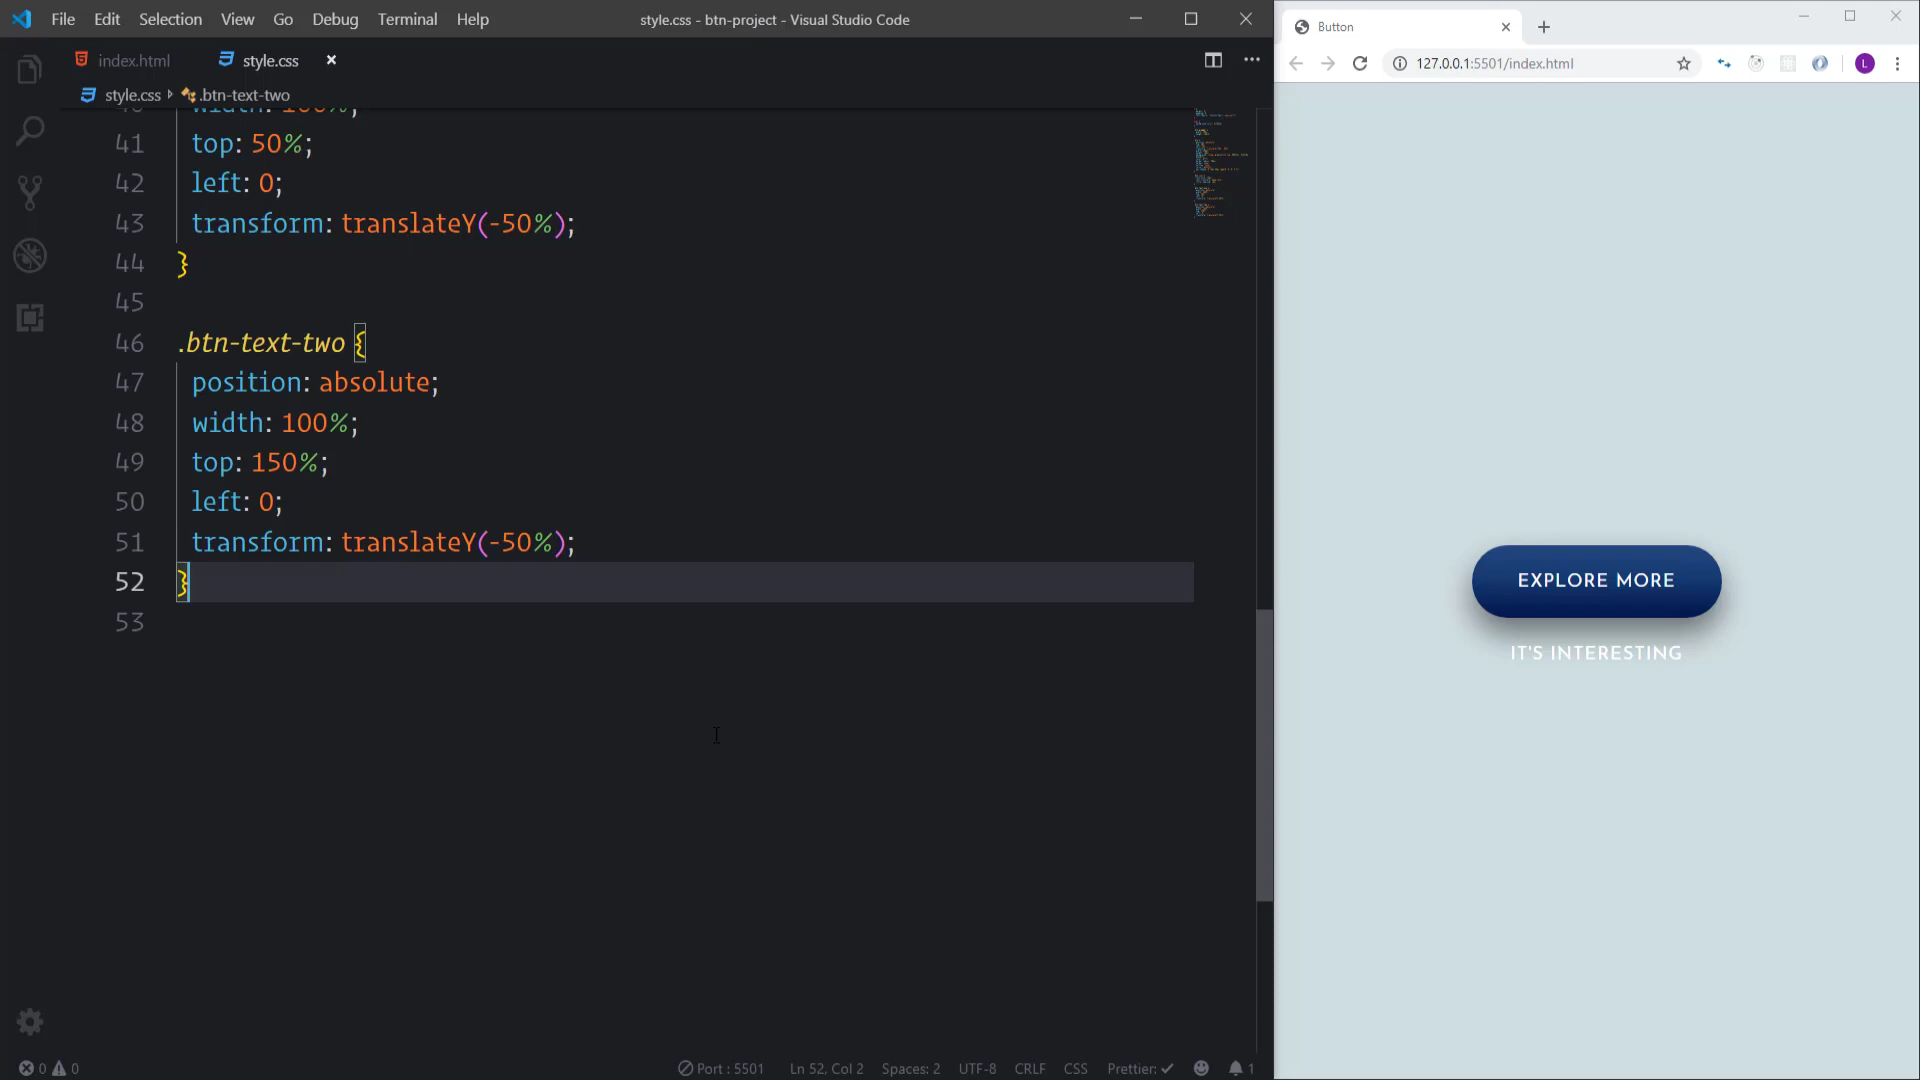 File Edit Selection View Go Debug Terminal Help
style.css - btn-project - Visual Studio Code
index.html
style.css
style.css
.btn-text-two
width: 100%;
41 top: 50%;
42 left: 0;
43 transform: translateY(-50%);
44 }
45
46 .btn-text-two {
47 position: absolute;
48 width: 100%;
49 top: 150%;
50 left: 0;
51 transform: translateY(-50%);
52 }
53
0 0
Port : 5501
Ln 52, Col 2
Spaces: 2
UTF-8
CRLF
CSS
Prettier:
1
Button
127.0.0.1:5501/index.html
L
EXPLORE MORE
IT'S INTERESTING